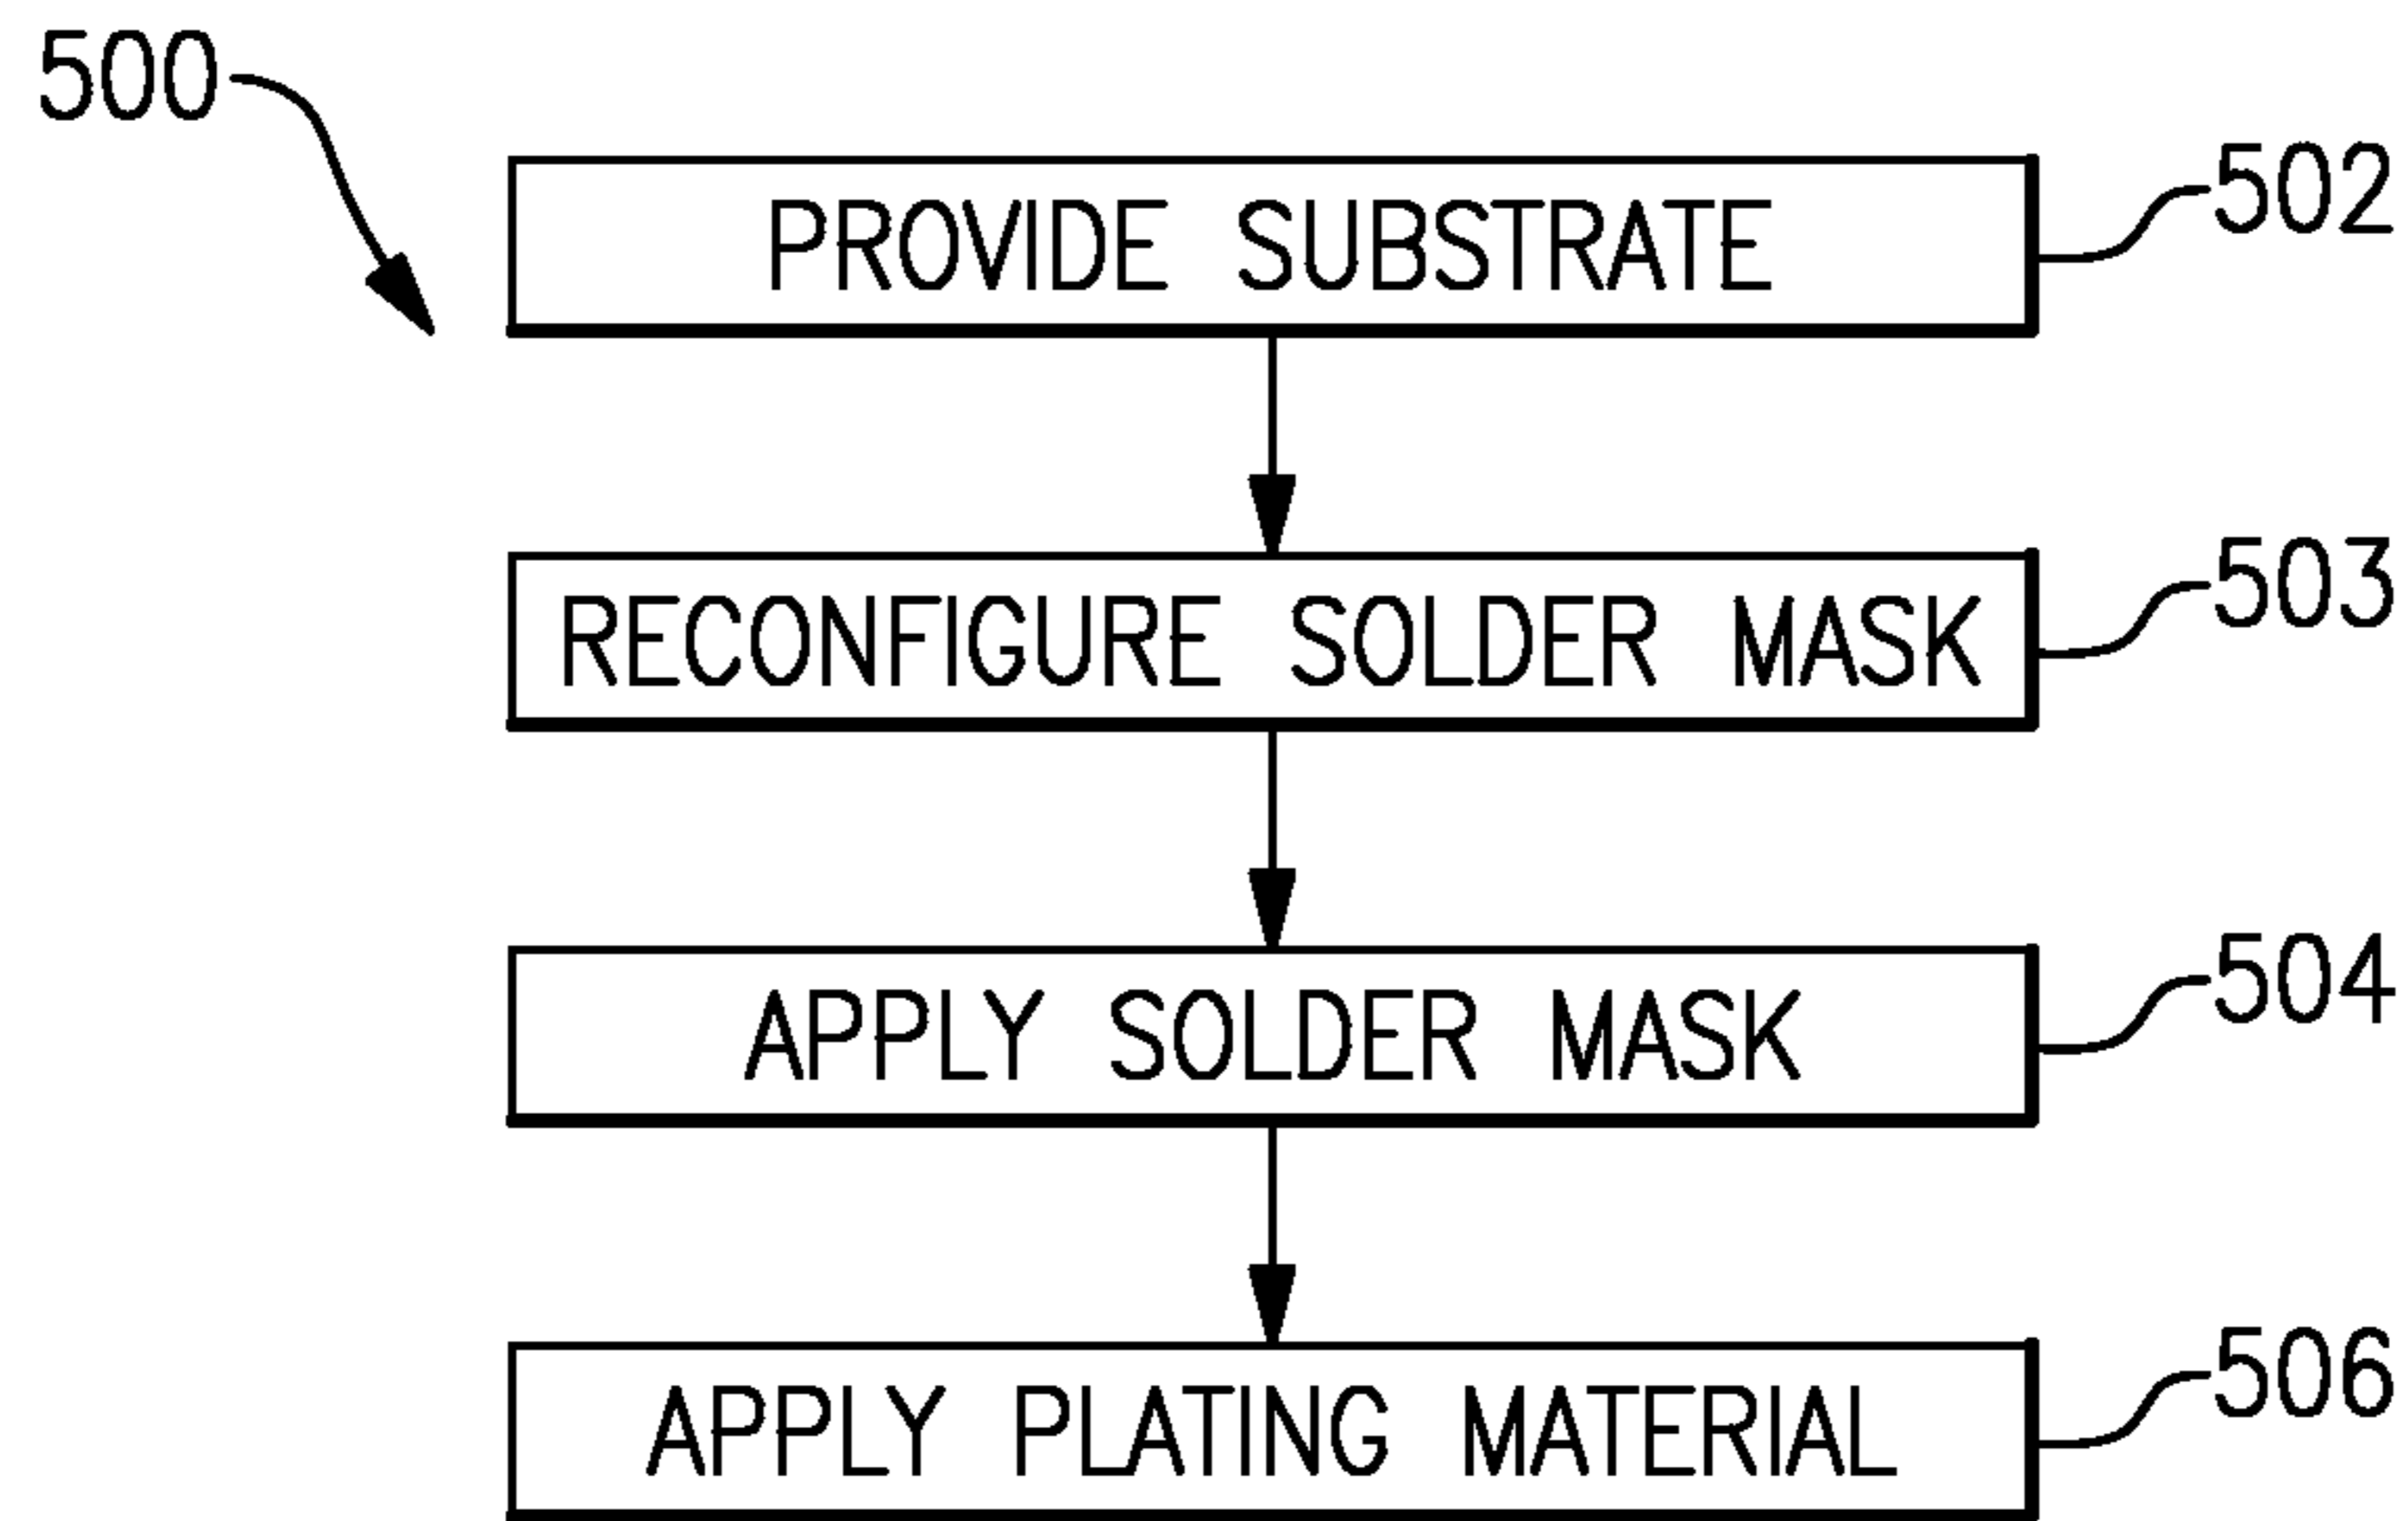 500
PROVIDE SUBSTRATE
502
RECONFIGURE SOLDER MASK
503
APPLY SOLDER MASK
504
APPLY PLATING MATERIAL
506